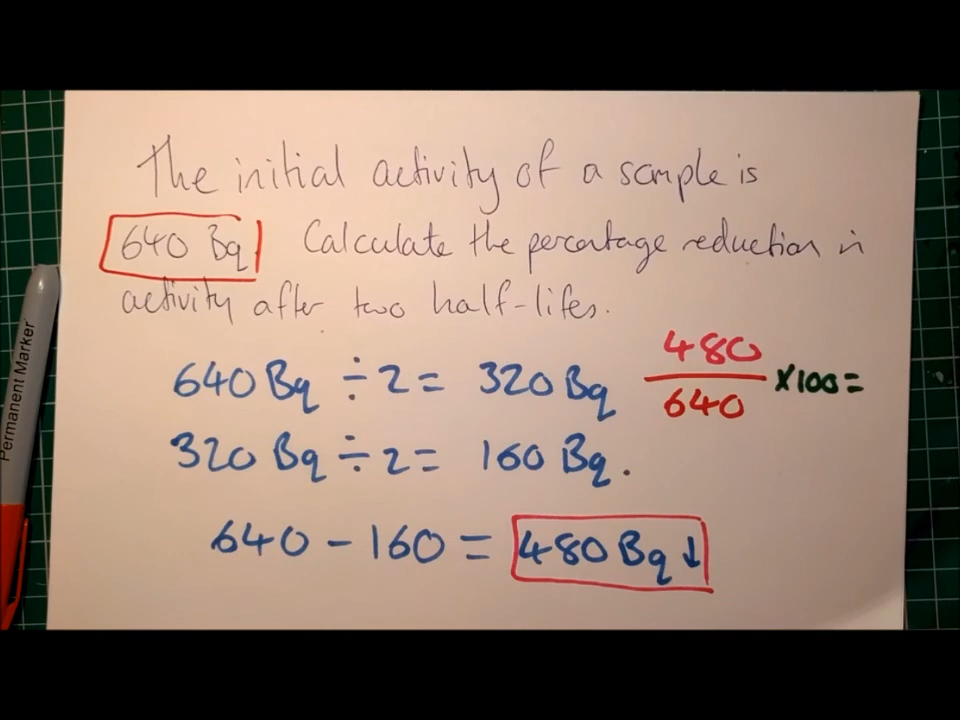 The initial activity of a sample is
640 Bq Calculate the percentage reduction in
activity after two half-lifes.
640 Bq ÷ 2 = 320 Bq
320 Bq ÷ 2 = 160 Bq.
640 - 160 = 480 Bq ↓
480
640
×100=
Permanent Marker